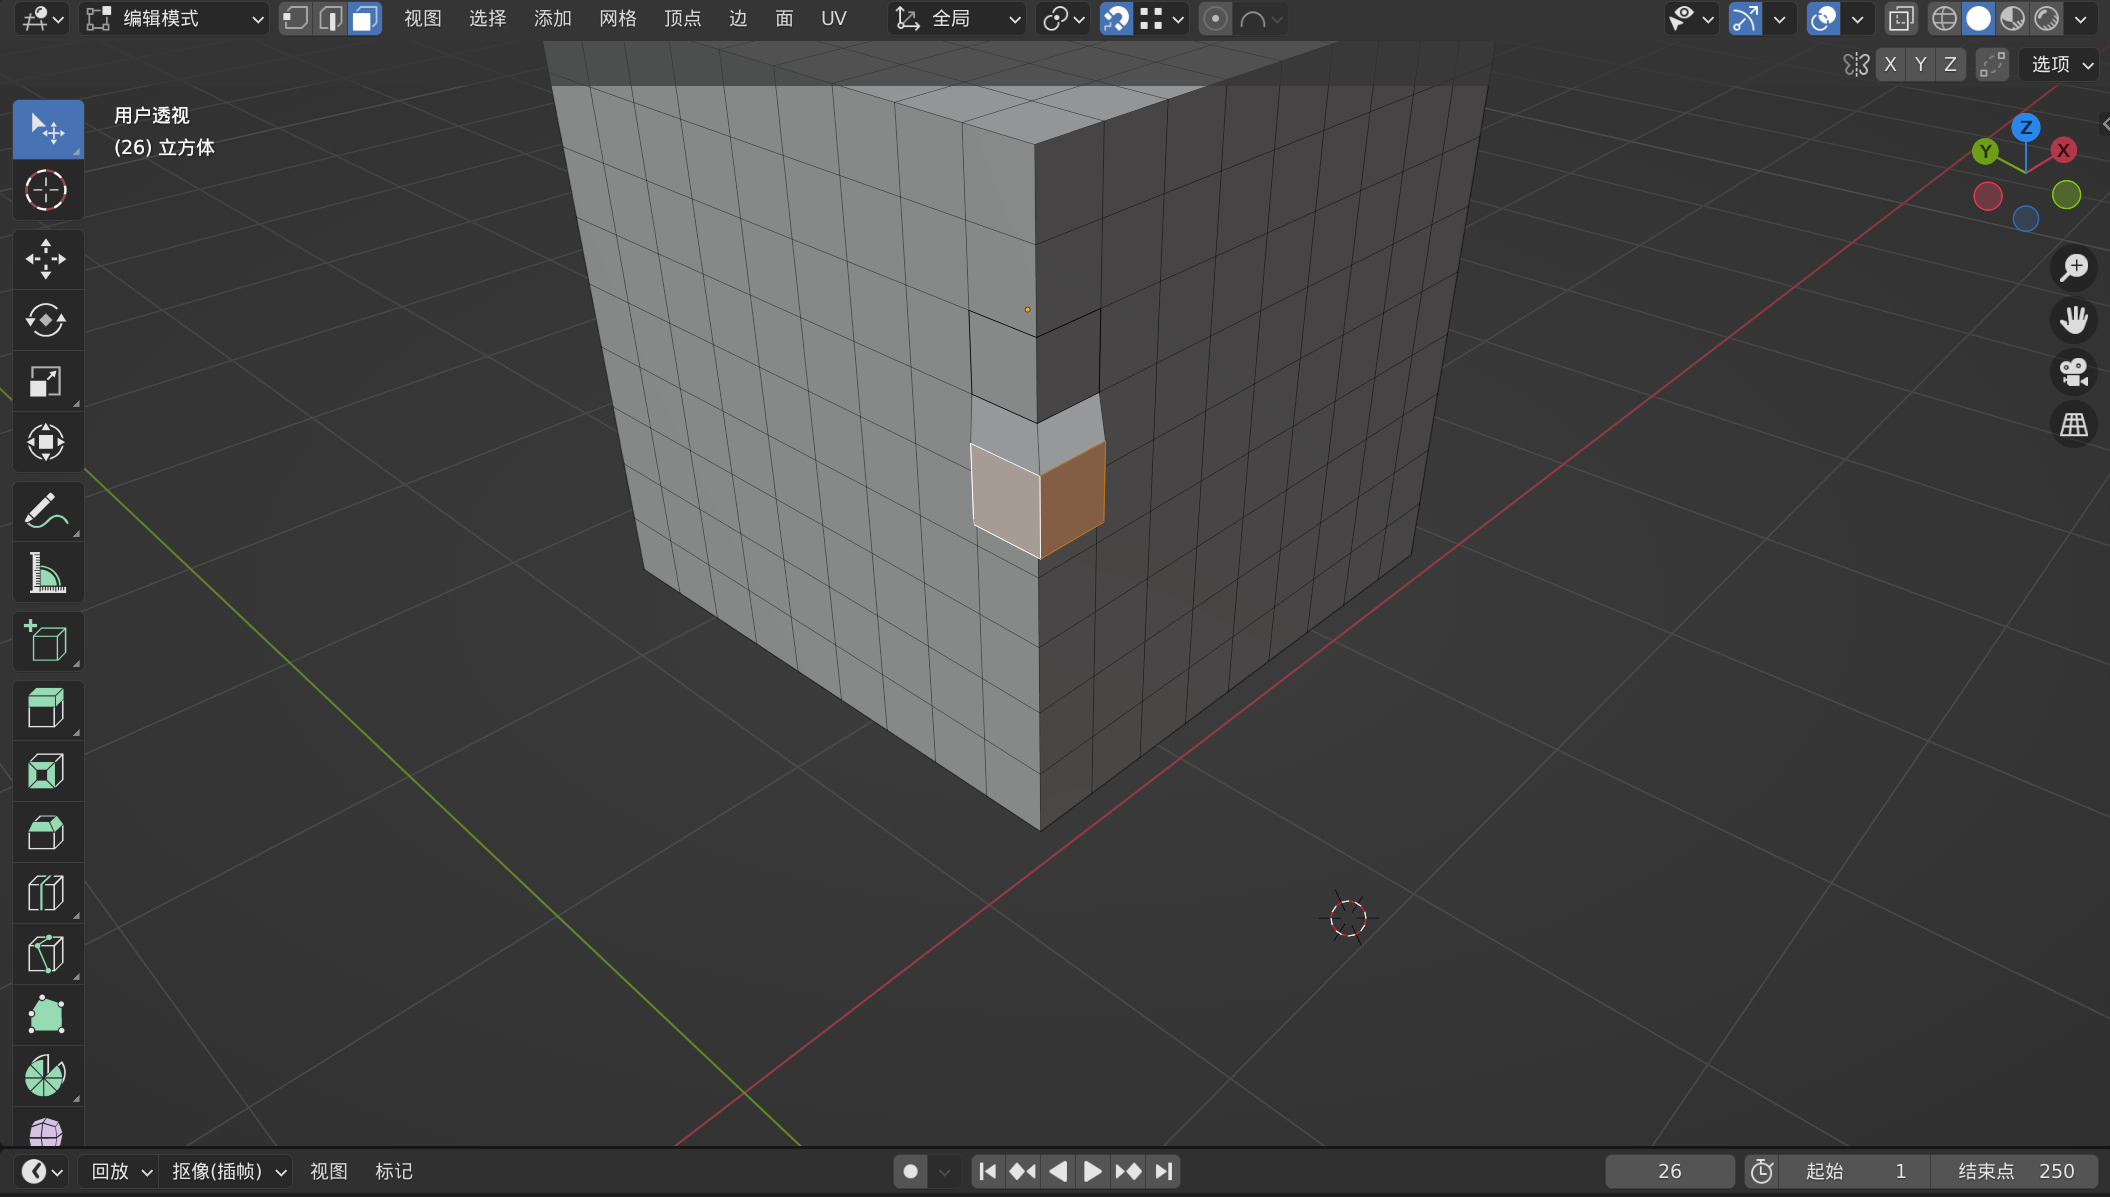 编辑模式 视图 选择 添加 网格 顶点 边 面 UV 全局
X Y Z 选项
用户透视
(26) 立方体
Z
Y X
回放 抠像(插帧) 视图 标记 26 起始 1 结束点 250